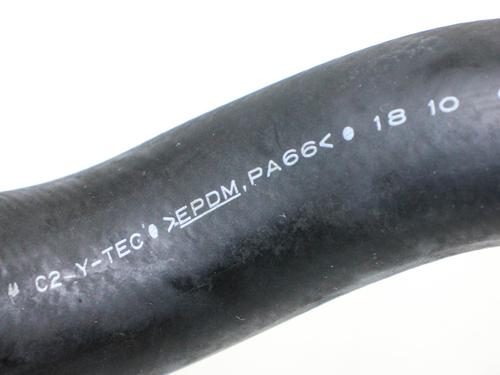 C2 Y-TEC • >EPDM, PA66< • 18 10